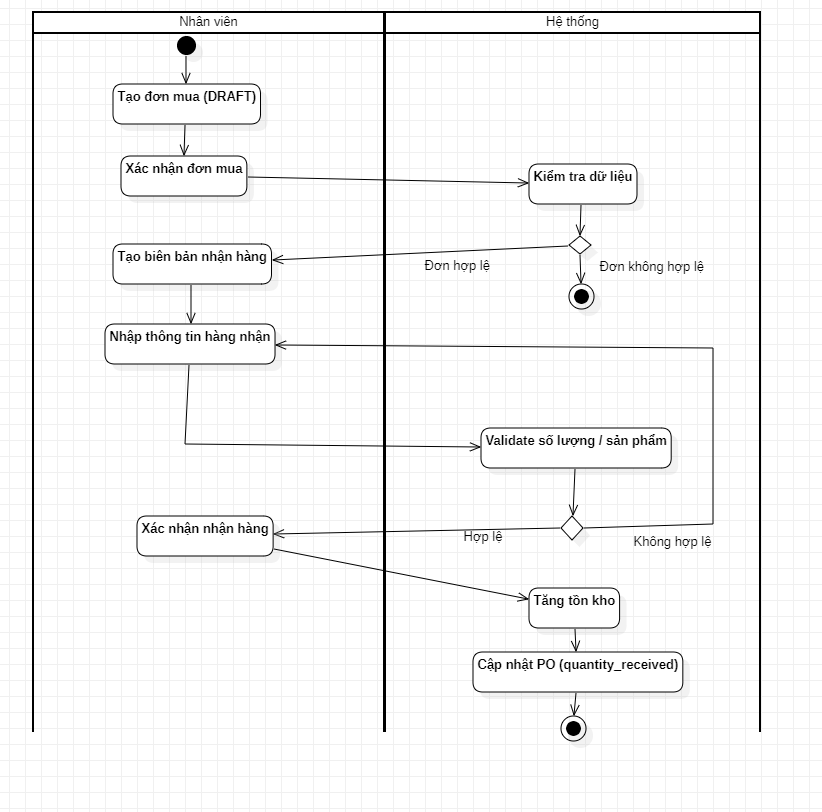 Nhân viên
Hệ thống
Tạo đơn mua (DRAFT)
Xác nhận đơn mua
Kiểm tra dữ liệu
Tạo biên bản nhận hàng
Đơn hợp lệ
Đơn không hợp lệ
Nhập thông tin hàng nhận
Validate số lượng / sản phẩm
Xác nhận nhận hàng
Hợp lệ
Không hợp lệ
Tăng tồn kho
Cập nhật PO (quantity_received)